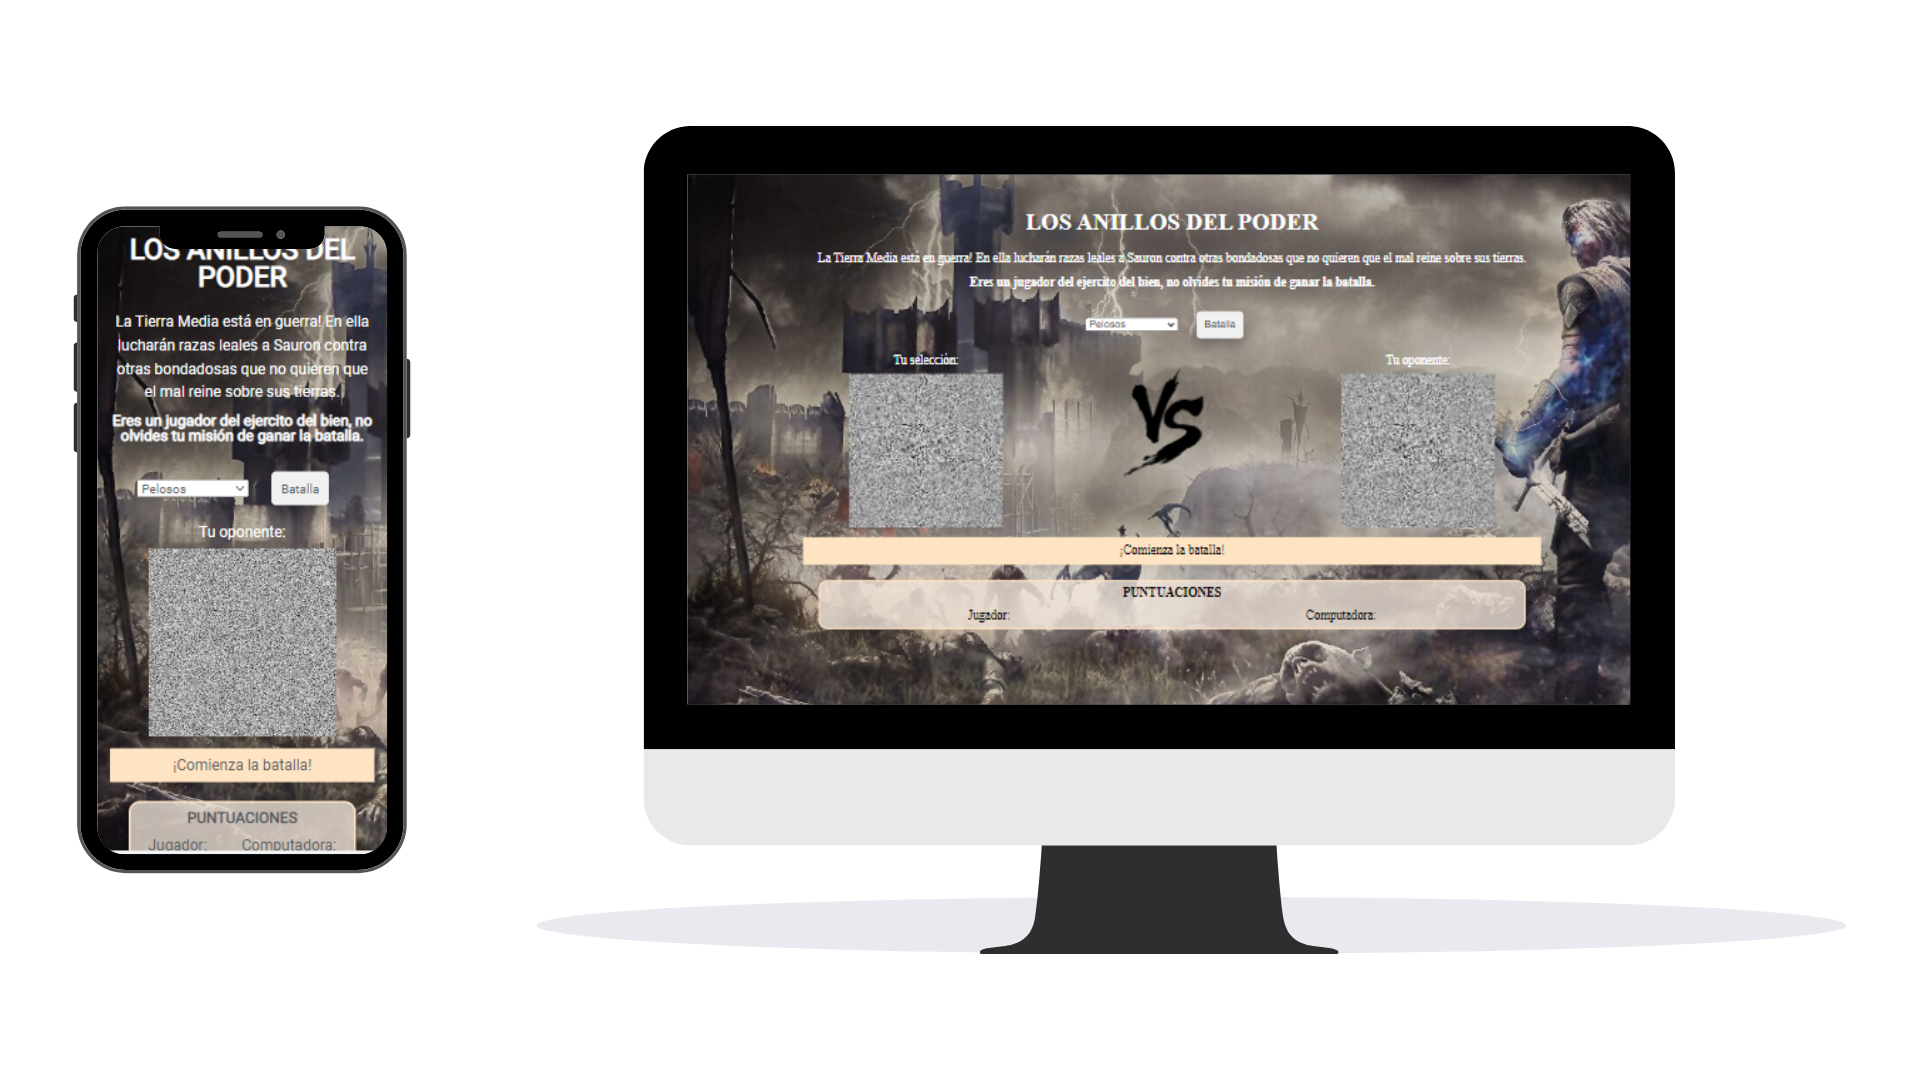 LOS ANILLOS DEL
PODER
La Tierra Media está en guerra! En ella
lucharán razas leales a Sauron contra
otras bondadosas que no quieren que
el mal reine sobre sus tierras.
Eres un jugador del ejercito del bien, no
olvides tu misión de ganar la batalla.
Pelosos
Batalla
Tu oponente:
¡Comienza la batalla!
PUNTUACIONES
Jugador: Computadora:
LOS ANILLOS DEL PODER
La Tierra Media está en guerra! En ella lucharán razas leales a Sauron contra otras bondadosas que no quieren que el mal reine sobre sus tierras.
Eres un jugador del ejercito del bien, no olvides tu misión de ganar la batalla.
Pelosos
Batalla
Tu selección:
VS
Tu oponente:
¡Comienza la batalla!
PUNTUACIONES
Jugador: Computadora: